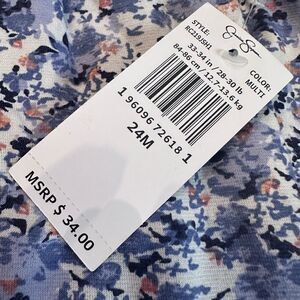 STYLE:
RC219J5HL
COLOR:
MULTI
33-34 in / 28-30 lb
84-86 cm / 12.7-13.6 kg
1 96096 72618 1
24M
MSRP $ 34.00